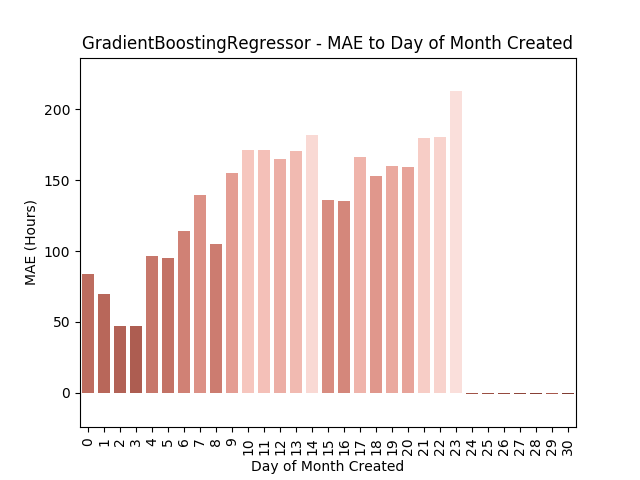 GradientBoostingRegressor - MAE to Day of Month Created
MAE (Hours)
200
150
100
50
0
0 1 2 3 4 5 6 7 8 9 10 11 12 13 14 15 16 17 18 19 20 21 22 23 24 25 26 27 28 29 30
Day of Month Created